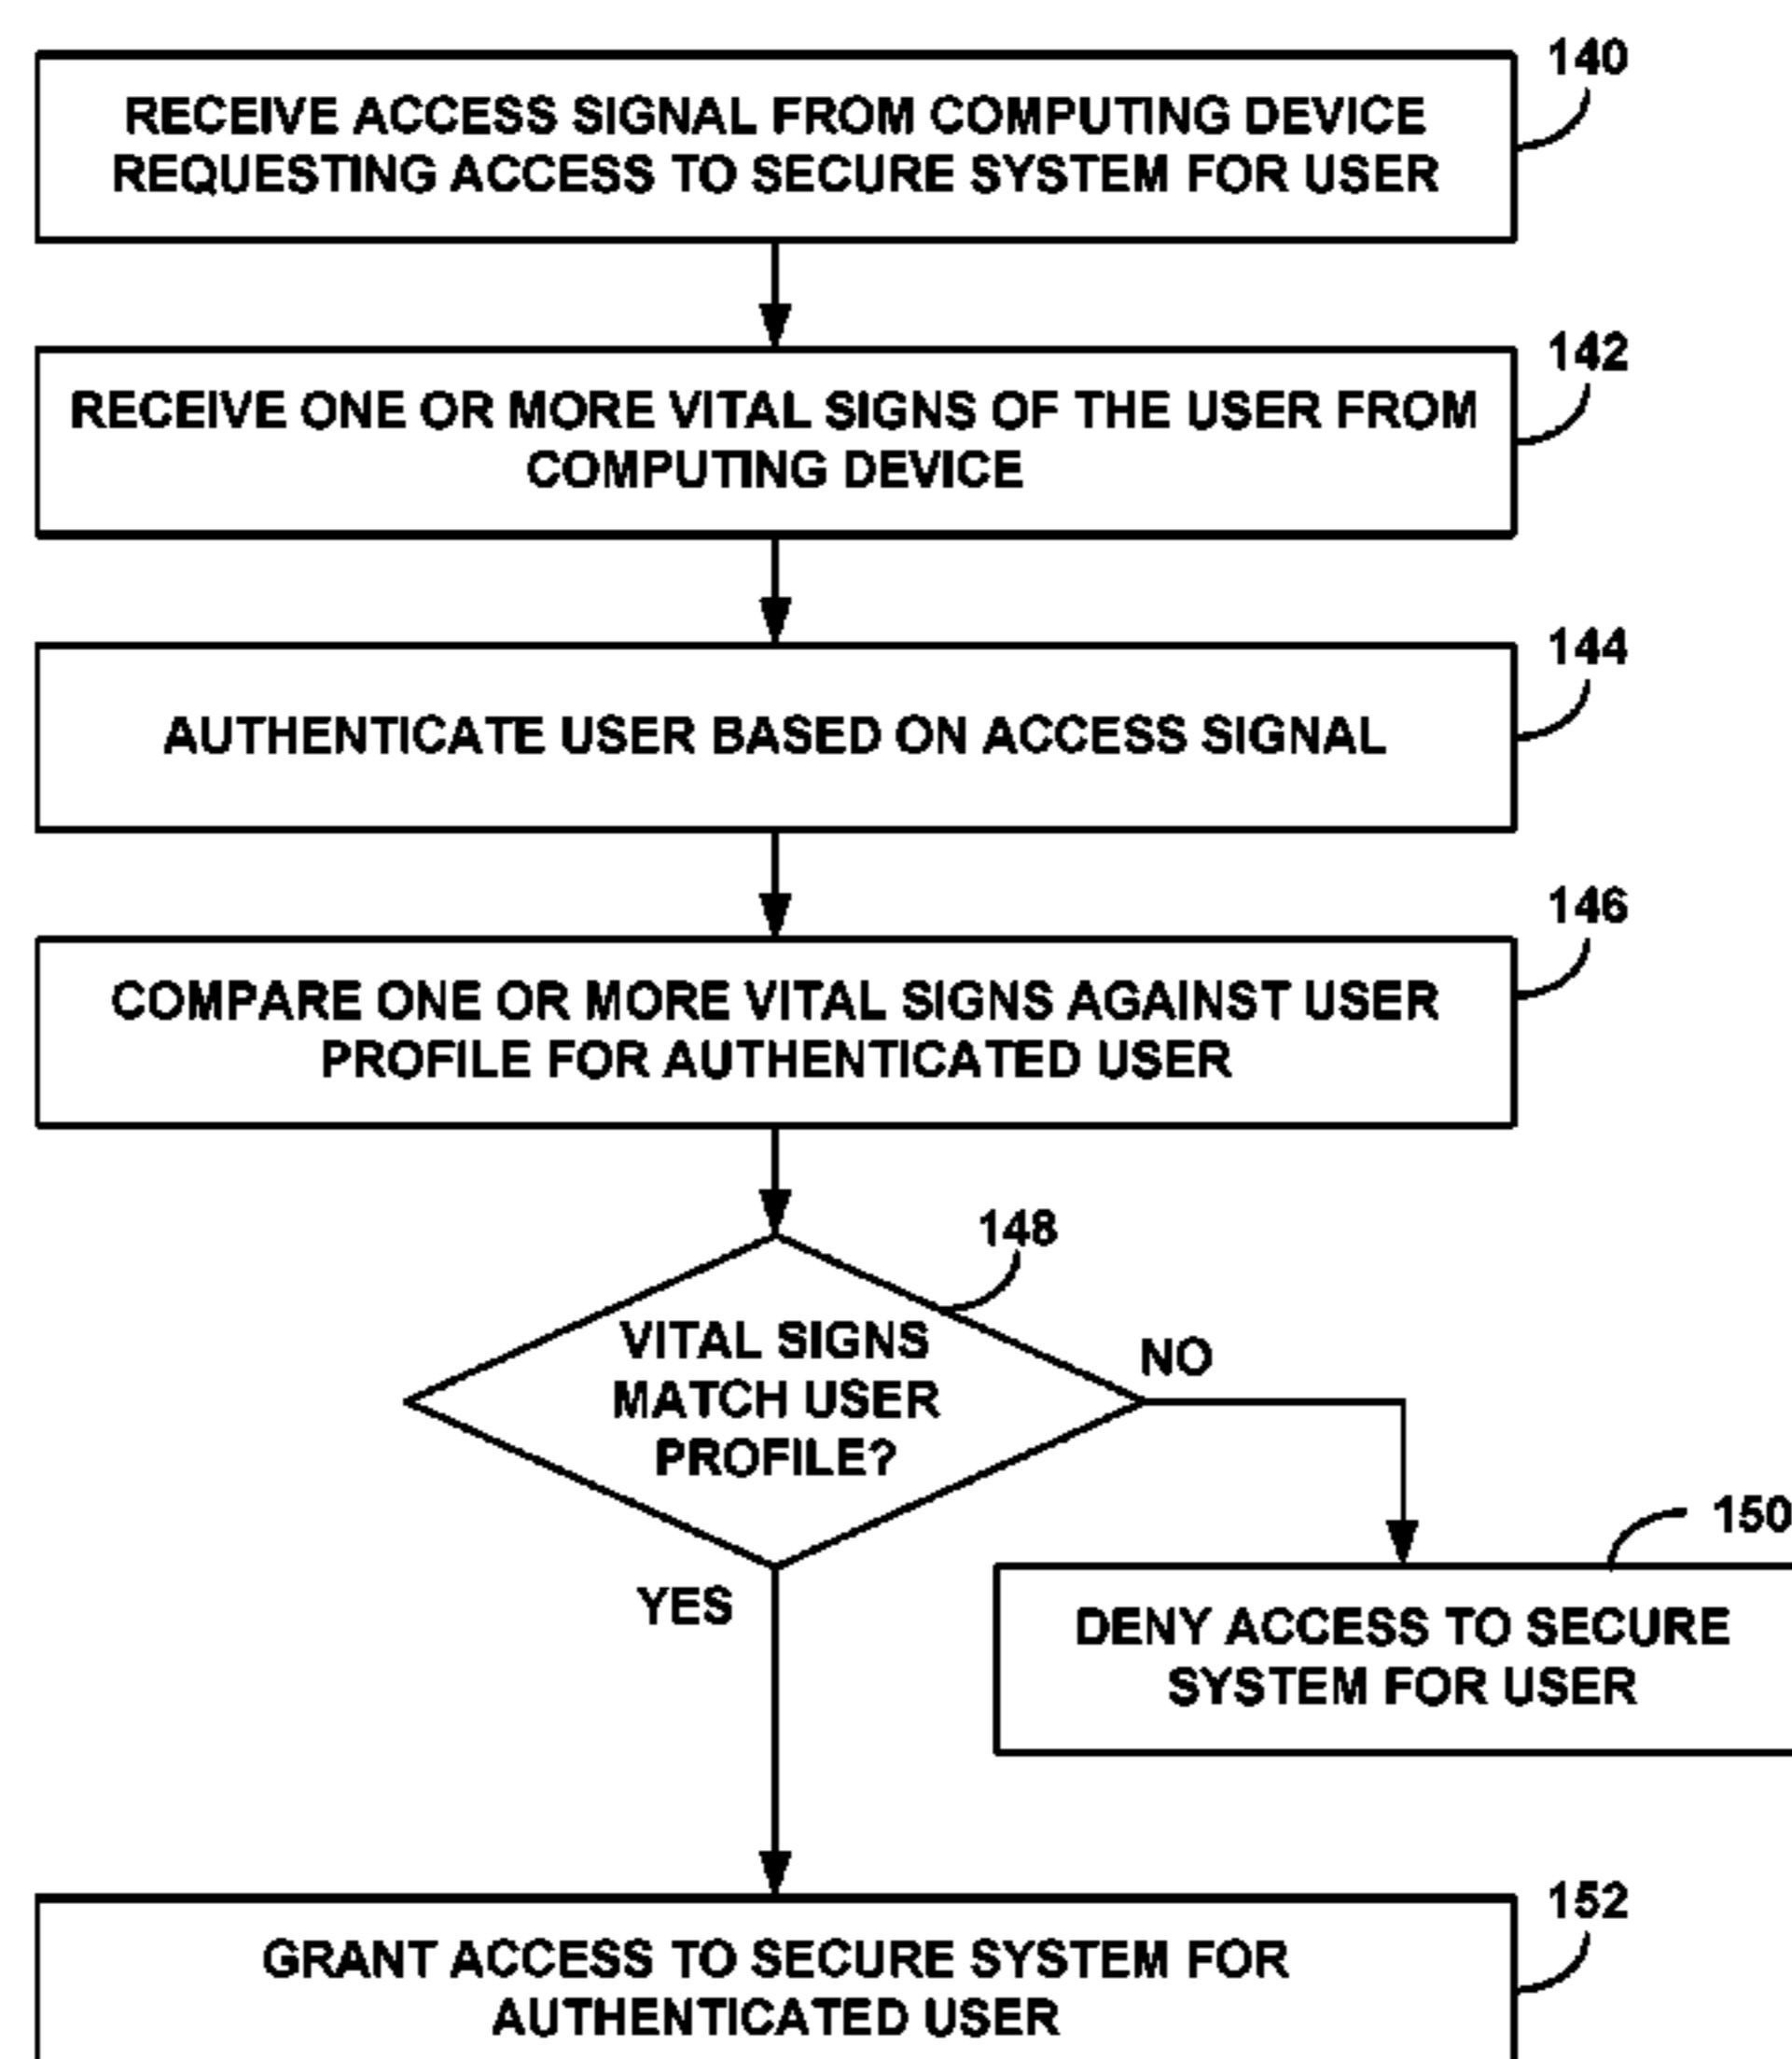 140
RECEIVE ACCESS SIGNAL FROM COMPUTING DEVICE
REQUESTING ACCESS TO SECURE SYSTEM FOR USER
142
RECEIVE ONE OR MORE VITAL SIGNS OF THE USER FROM
COMPUTING DEVICE
144
AUTHENTICATE USER BASED ON ACCESS SIGNAL
146
COMPARE ONE OR MORE VITAL SIGNS AGAINST USER
PROFILE FOR AUTHENTICATED USER
148
VITAL SIGNS
MATCH USER
PROFILE?
NO
150
YES
DENY ACCESS TO SECURE
SYSTEM FOR USER
152
GRANT ACCESS TO SECURE SYSTEM FOR
AUTHENTICATED USER